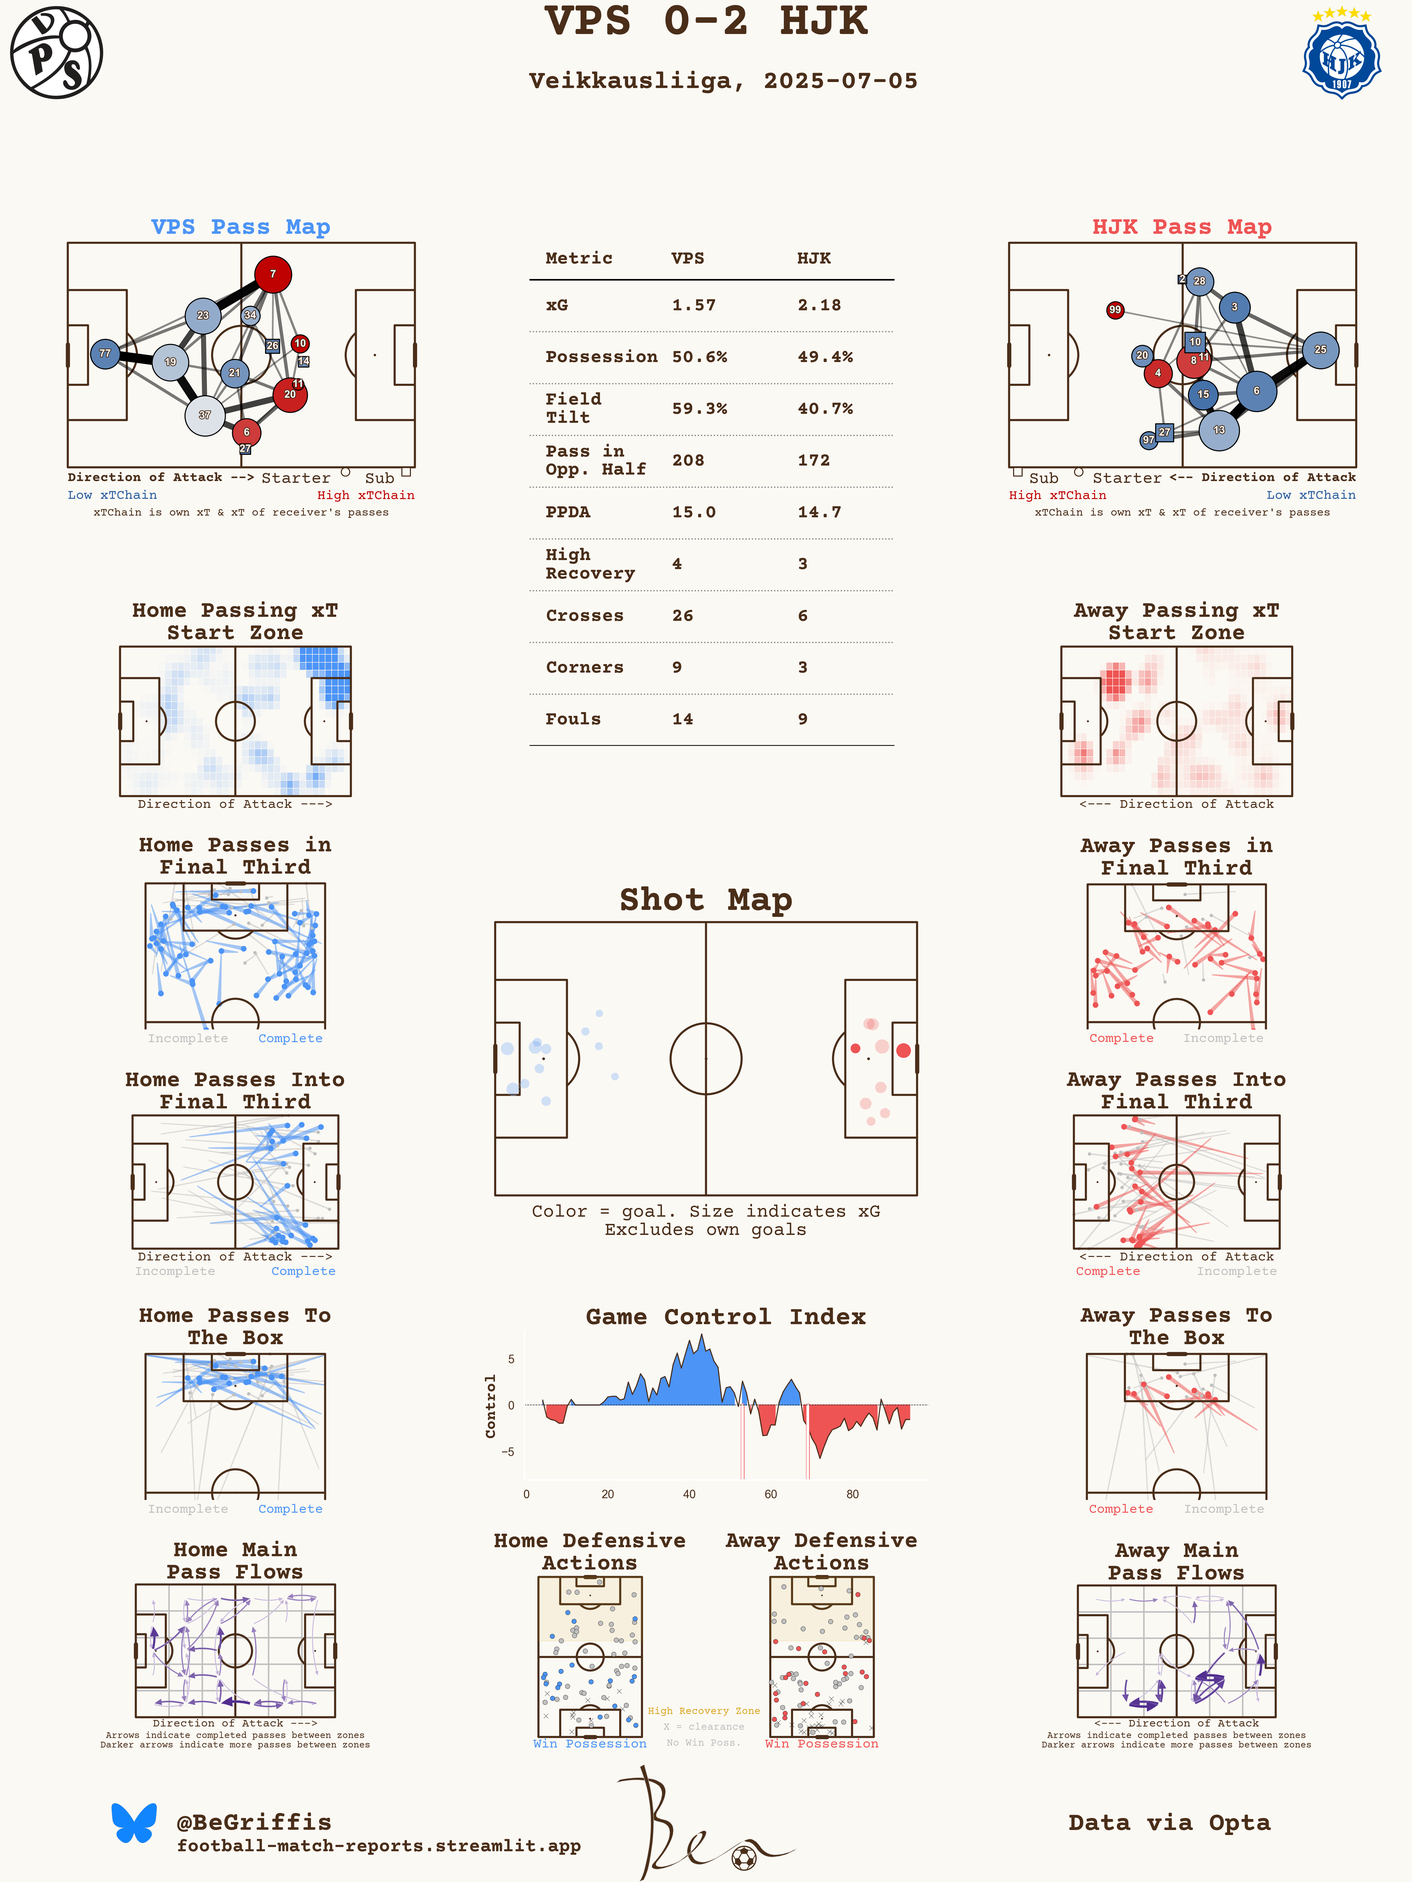 VPS 0-2 HJK
Veikkausliiga, 2025-07-05
VPS
HJK
1907
VPS Pass Map
7
23
34
10
26
77
19
14
21
11
20
37
6
27
Direction of Attack --> Starter Sub
Low xTChain High xTChain
xTChain is own xT & xT of receiver's passes
Metric VPS HJK
xG 1.57 2.18
Possession 50.6% 49.4%
Field
Tilt 59.3% 40.7%
Pass in
Opp. Half 208 172
PPDA 15.0 14.7
High
Recovery 4 3
Crosses 26 6
Corners 9 3
Fouls 14 9
HJK Pass Map
2
28
99
3
10
25
20
8
11
4
6
15
13
27
97
Sub Starter <-- Direction of Attack
High xTChain Low xTChain
xTChain is own xT & xT of receiver's passes
Home Passing xT
Start Zone
Direction of Attack --->
Away Passing xT
Start Zone
<--- Direction of Attack
Home Passes in
Final Third
Incomplete Complete
Shot Map
Color = goal. Size indicates xG
Excludes own goals
Away Passes in
Final Third
Complete Incomplete
Home Passes Into
Final Third
Direction of Attack --->
Incomplete Complete
Away Passes Into
Final Third
<--- Direction of Attack
Complete Incomplete
Home Passes To
The Box
Incomplete Complete
Game Control Index
Control
5
0
−5
0 20 40 60 80
Away Passes To
The Box
Complete Incomplete
Home Main
Pass Flows
Direction of Attack --->
Arrows indicate completed passes between zones
Darker arrows indicate more passes between zones
Home Defensive
Actions
Win Possession
High Recovery Zone
X = clearance
No Win Poss.
Away Defensive
Actions
Win Possession
Away Main
Pass Flows
<--- Direction of Attack
Arrows indicate completed passes between zones
Darker arrows indicate more passes between zones
@BeGriffis
football-match-reports.streamlit.app
Ben
Data via Opta